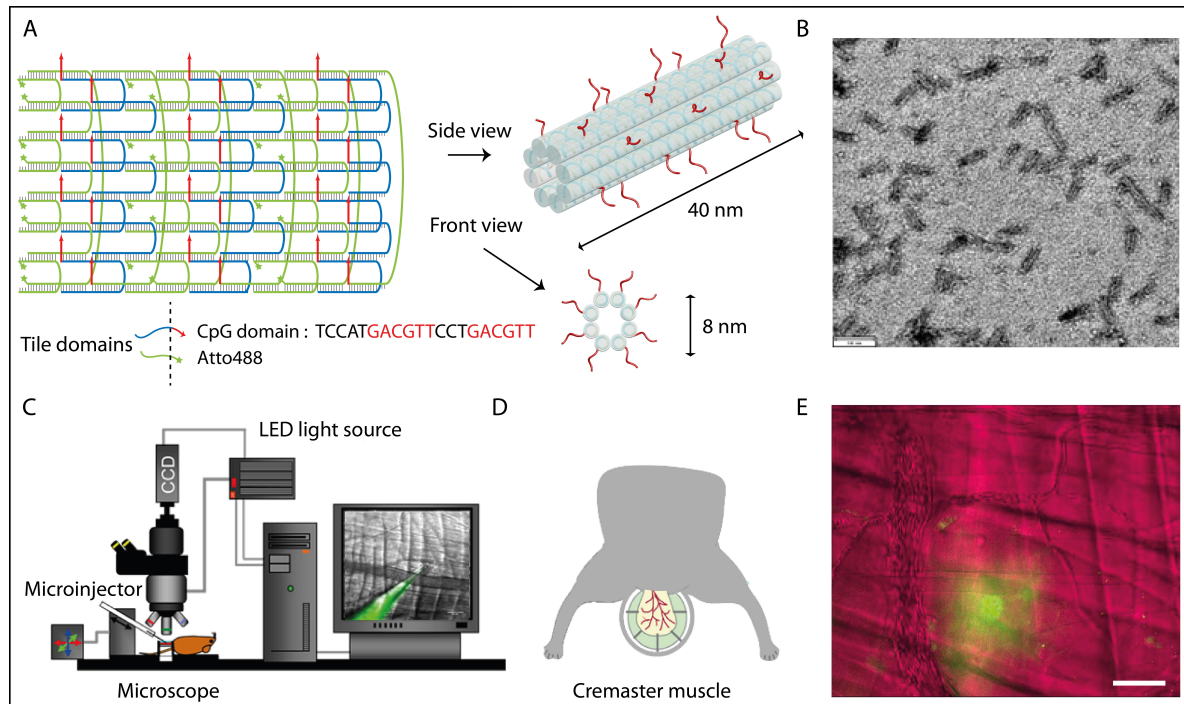 A
B
Side view
40 nm
Front view
8 nm
Tile domains
CpG domain : TCCATGACGTTCCTGACGTT
Atto488
C
D
E
LED light source
CCD
Microinjector
Microscope
Cremaster muscle